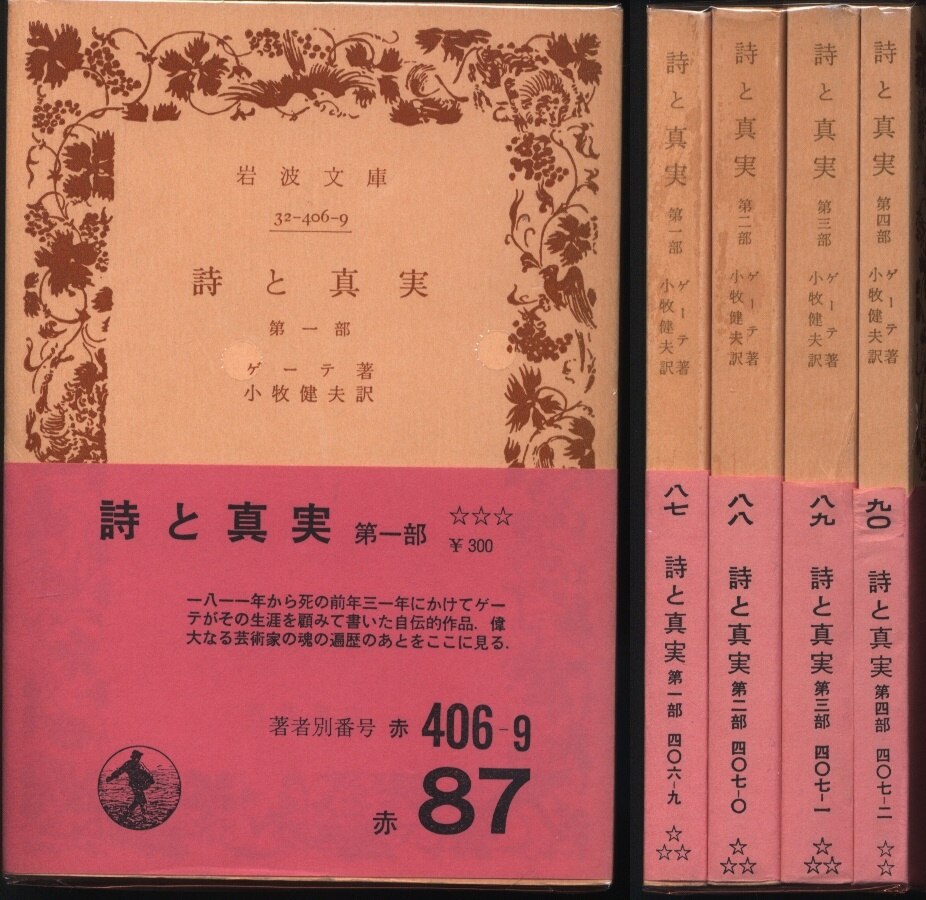 岩波文庫
32-406-9
詩と真実
第一部
ゲーテ著
小牧健夫訳
詩と真実 第一部 ☆☆☆
¥300
一八一一年から死の前年三一年にかけてゲー
テがその生涯を顧みて書いた自伝的作品.偉
大なる芸術家の魂の遍歴のあとをここに見る.
著者別番号 赤 406-9
赤 87
詩と真実 第一部 ゲーテ著
小牧健夫訳
八七 詩と真実 第一部 四〇六-九 ☆☆☆
詩と真実 第二部 ゲーテ著
小牧健夫訳
八八 詩と真実 第二部 四〇七-〇 ☆☆☆
詩と真実 第三部 ゲーテ著
小牧健夫訳
八九 詩と真実 第三部 四〇七-一 ☆☆☆
詩と真実 第四部 ゲーテ著
小牧健夫訳
九〇 詩と真実 第四部 四〇七-二 ☆☆